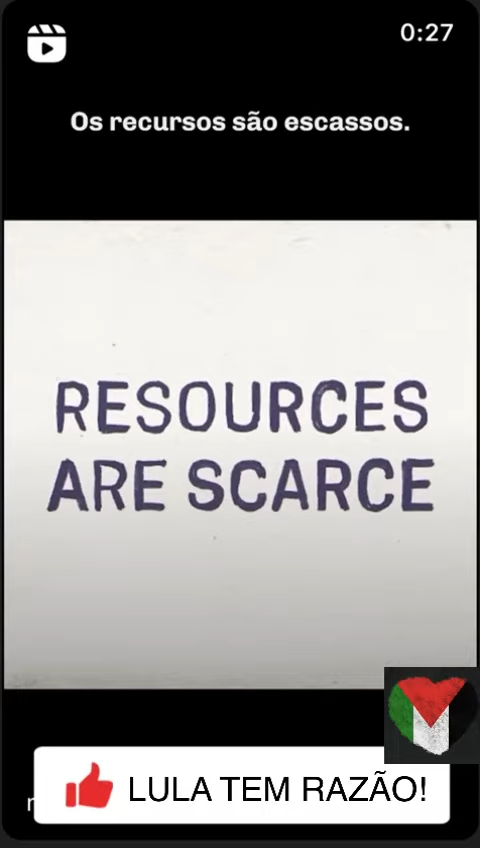 0:27
Os recursos são escassos.
RESOURCES
ARE SCARCE
LULA TEM RAZÃO!